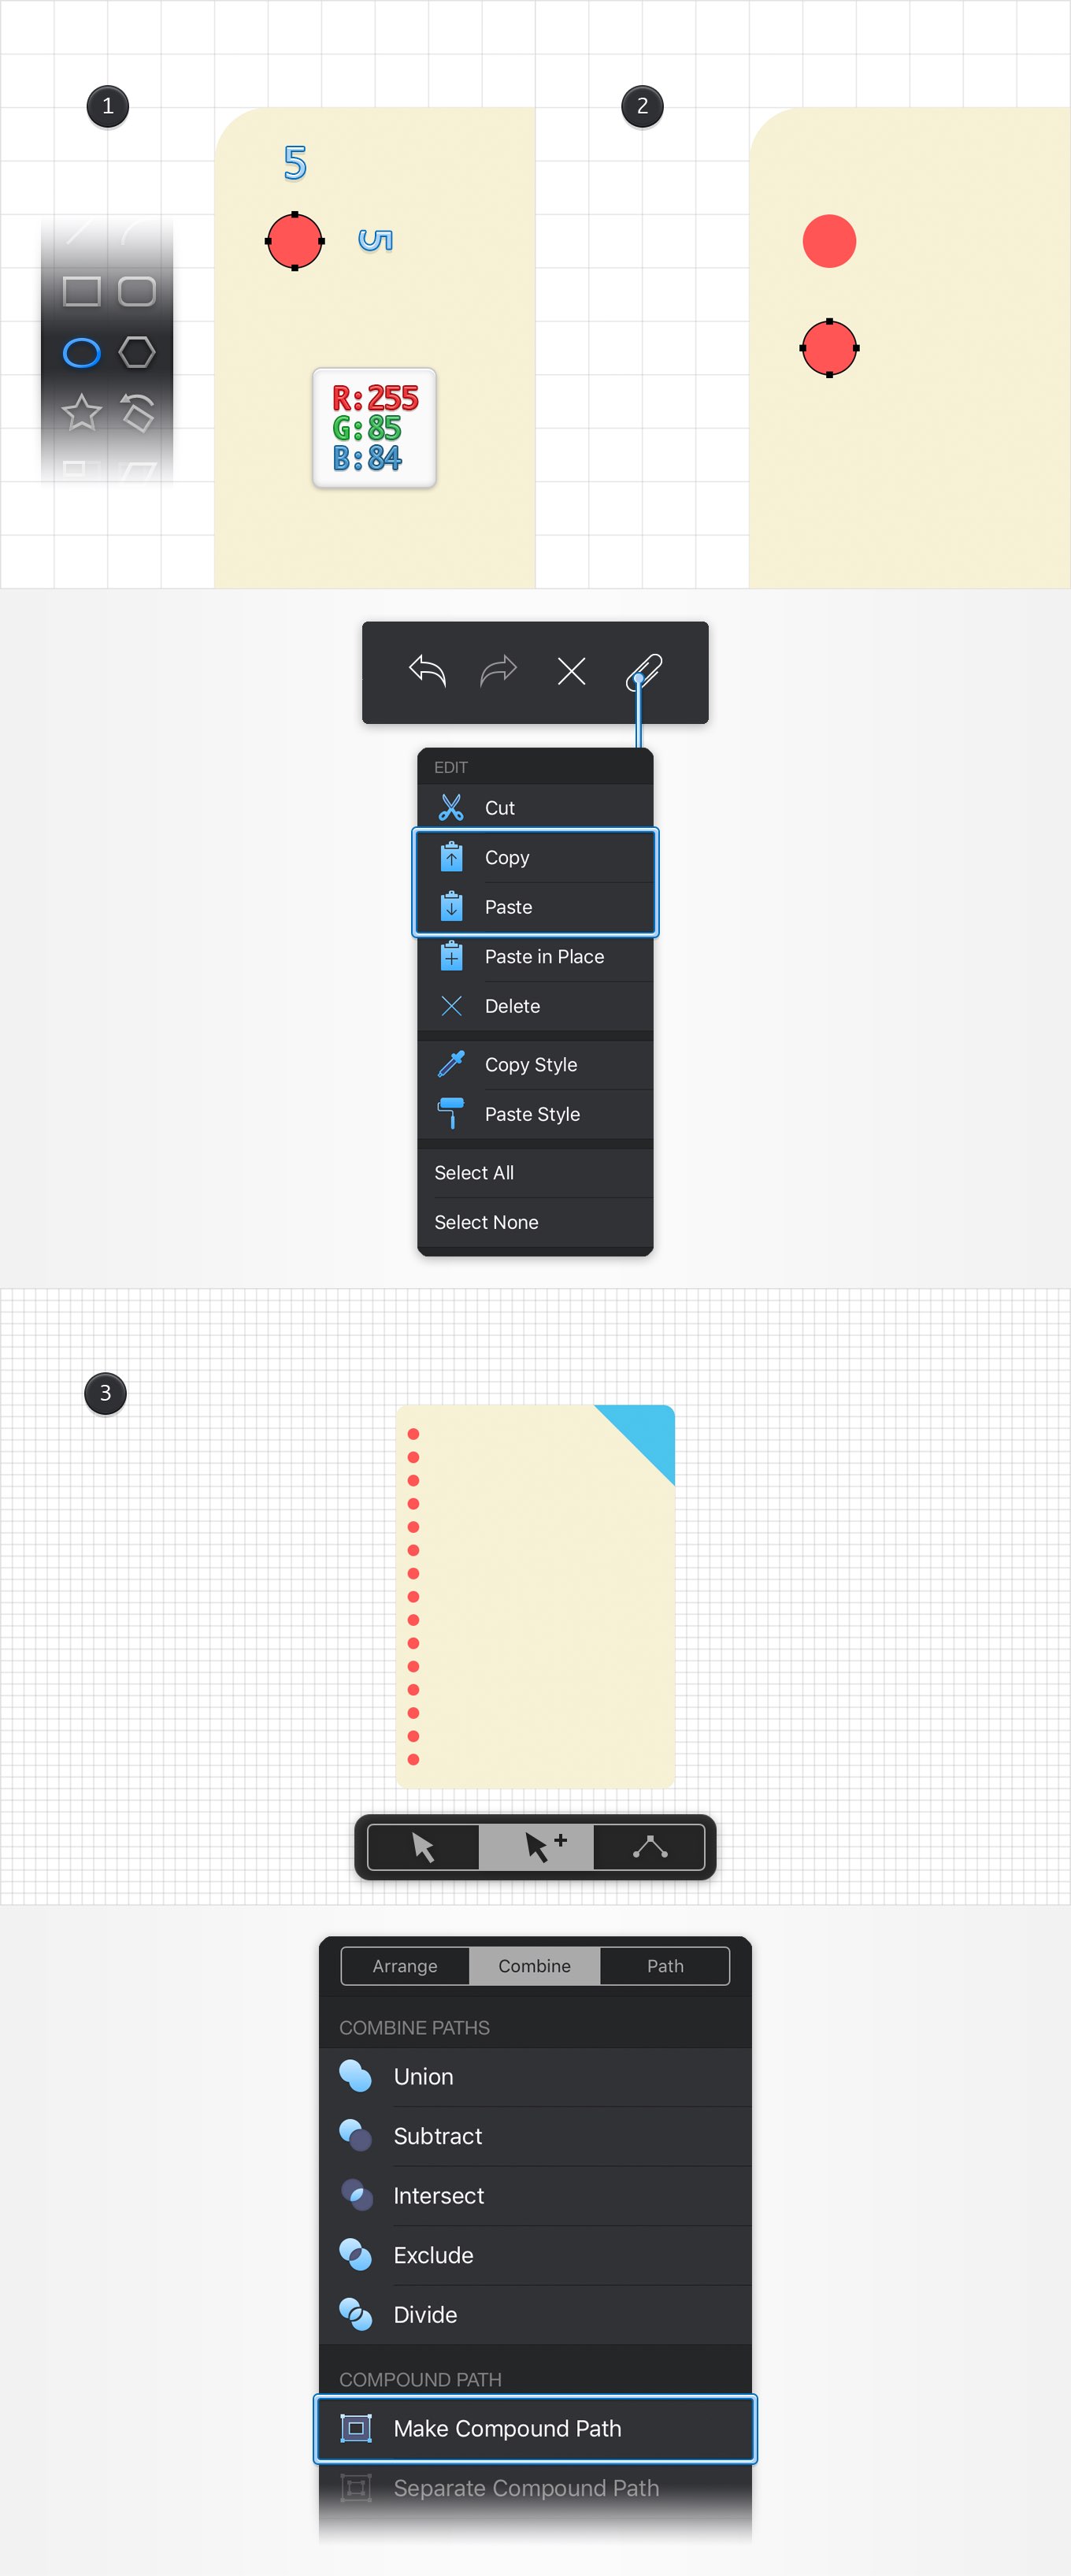 1
2
5
5
R:255
G:85
B:84
EDIT
Cut
Copy
Paste
Paste in Place
Delete
Copy Style
Paste Style
Select All
Select None
3
Arrange Combine Path
COMBINE PATHS
Union
Subtract
Intersect
Exclude
Divide
COMPOUND PATH
Make Compound Path
Separate Compound Path